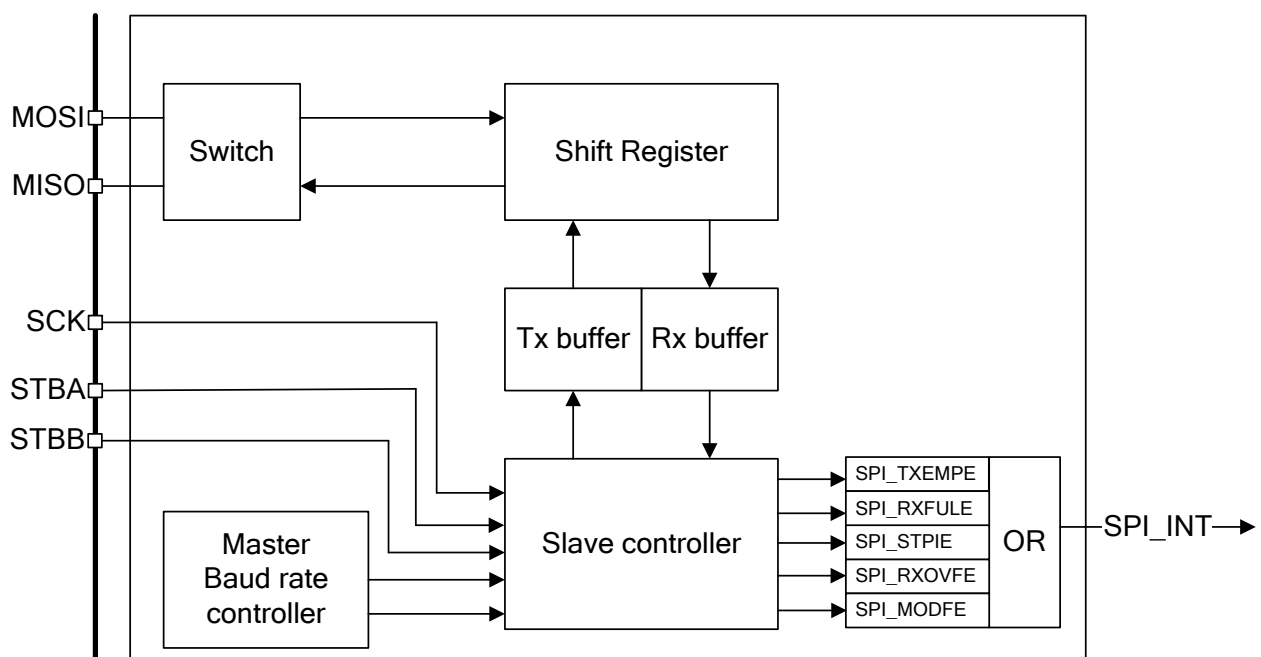 MOSI
Switch
Shift Register
MISO
SCK
Tx buffer
Rx buffer
STBA
STBB
SPI_TXEMPE
SPI_RXFULE
SPI_STPIE
SPI_RXOVFE
SPI_MODFE
OR
SPI_INT
Slave controller
Master
Baud rate
controller